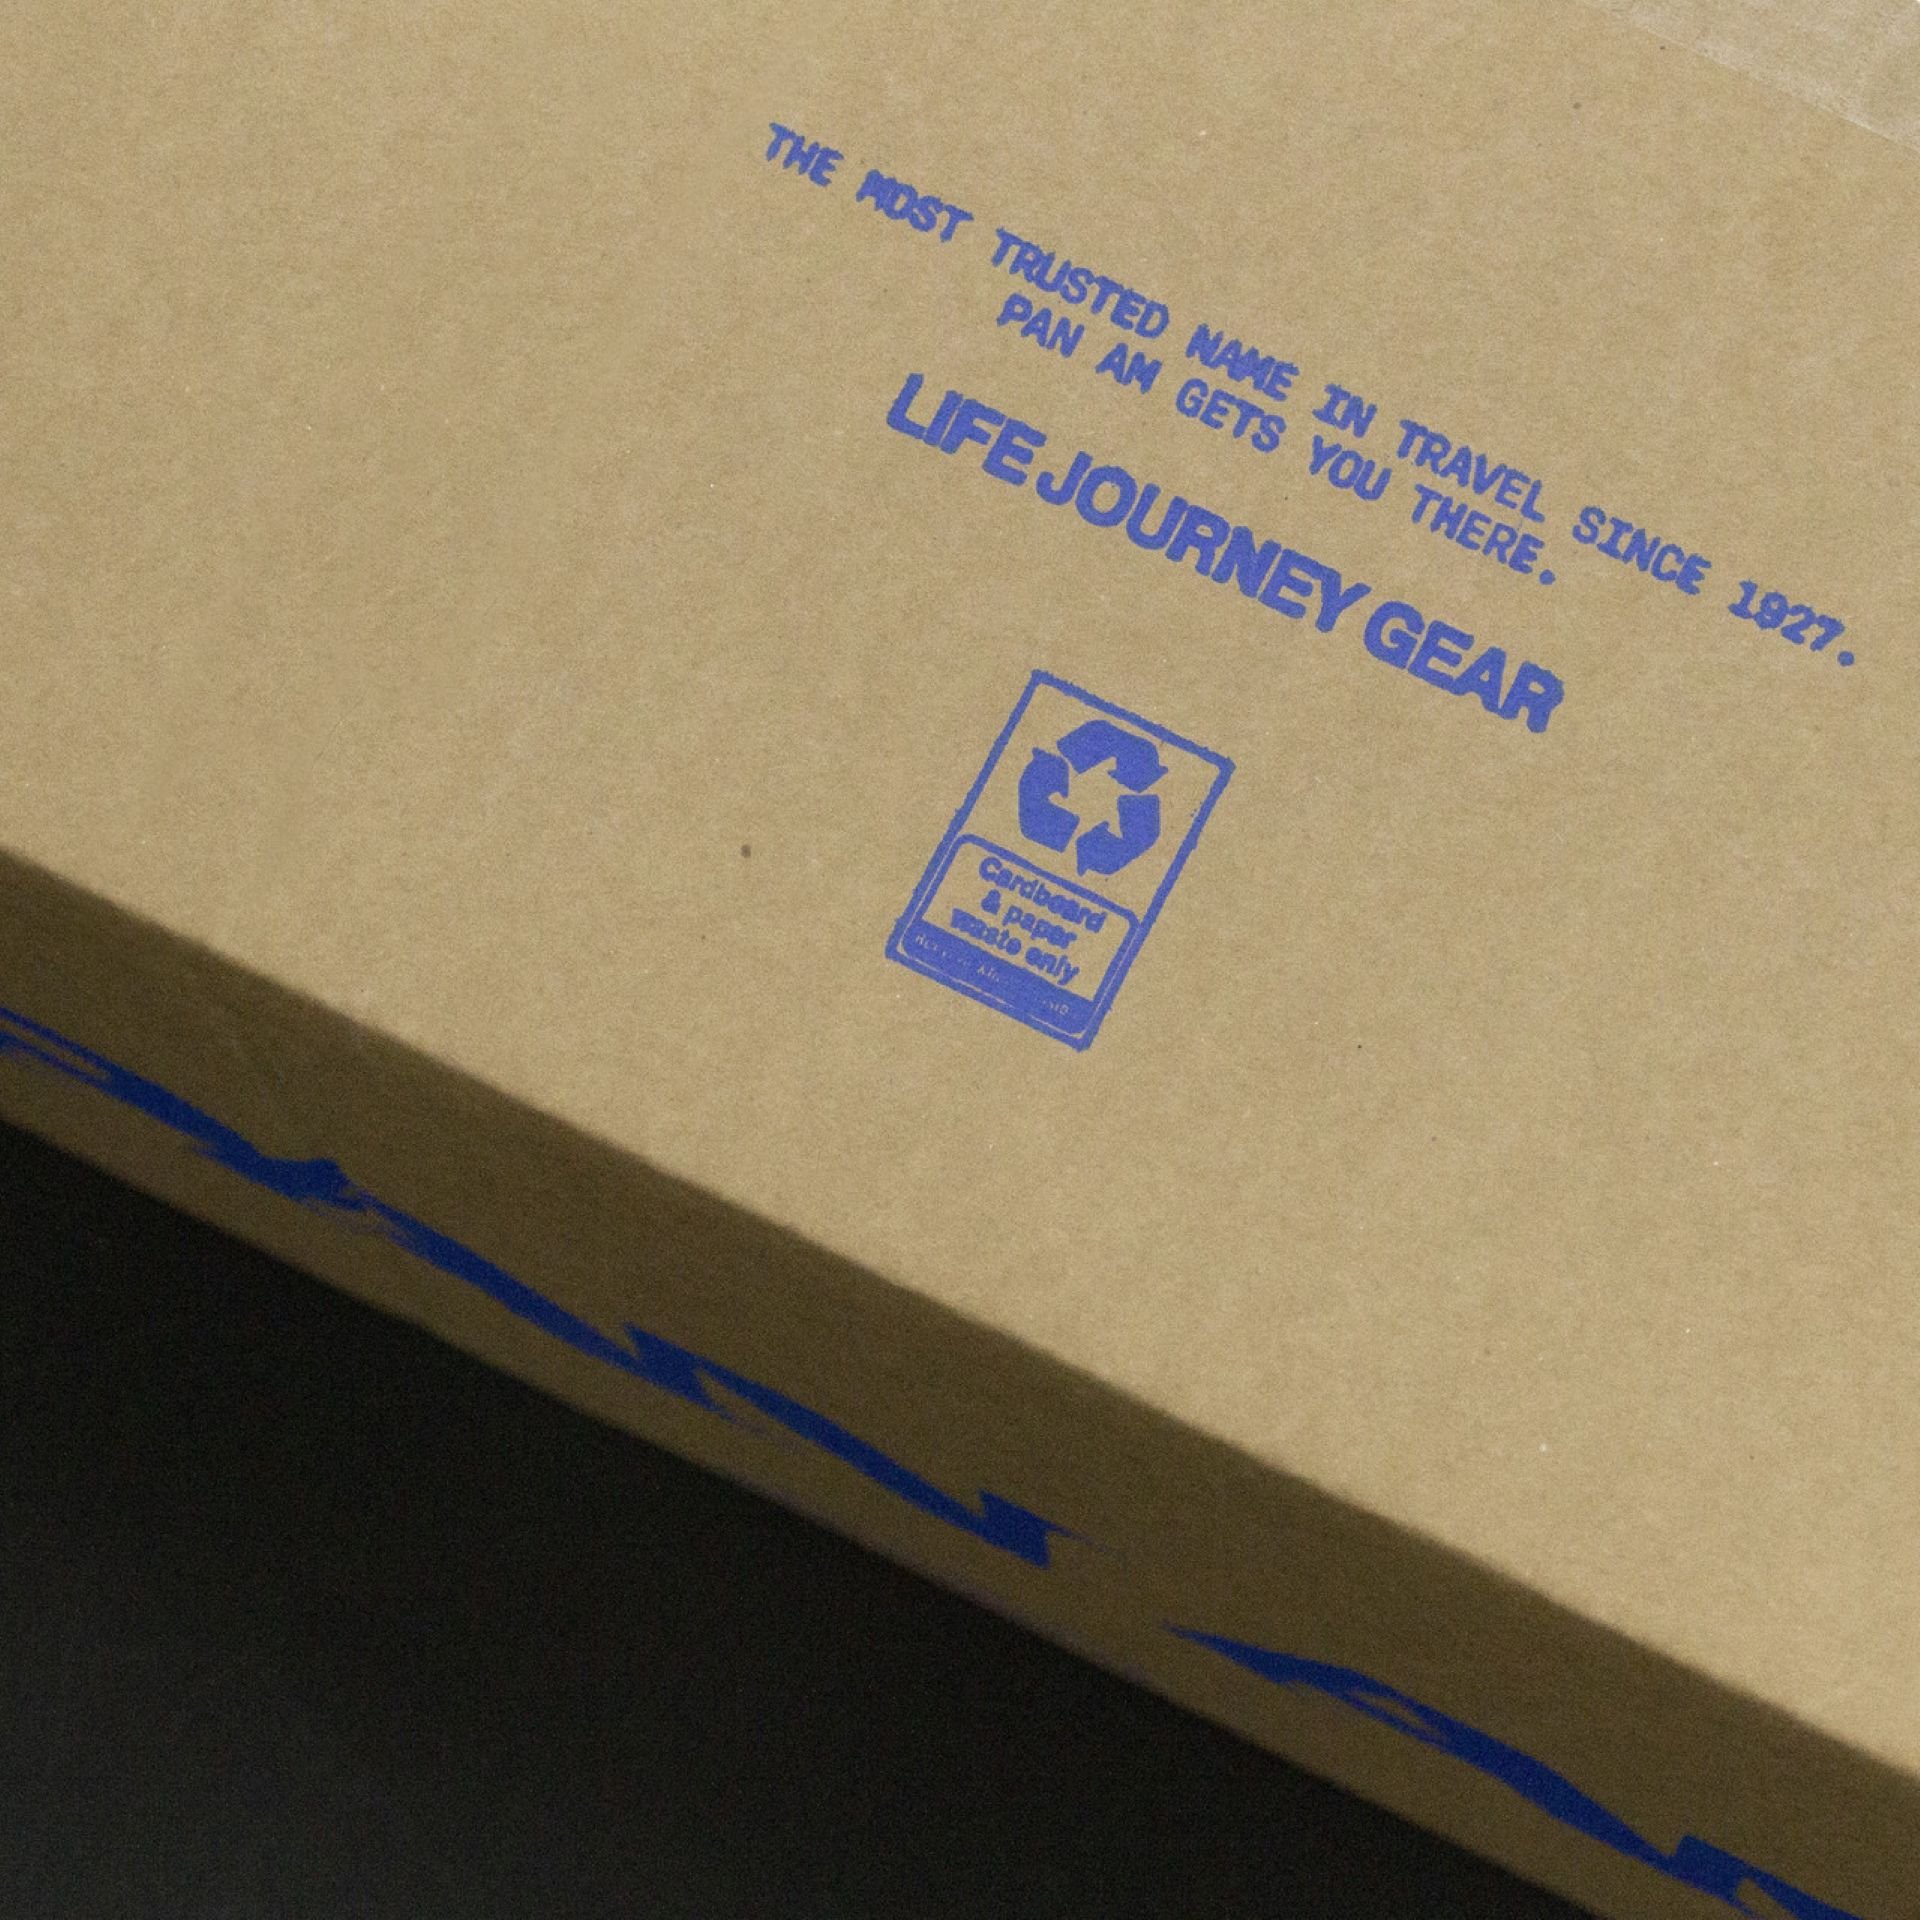 THE MOST TRUSTED NAME IN TRAVEL SINCE 1927.
PAN AM GETS YOU THERE.
LIFE JOURNEY GEAR
Cardboard
& paper
waste only